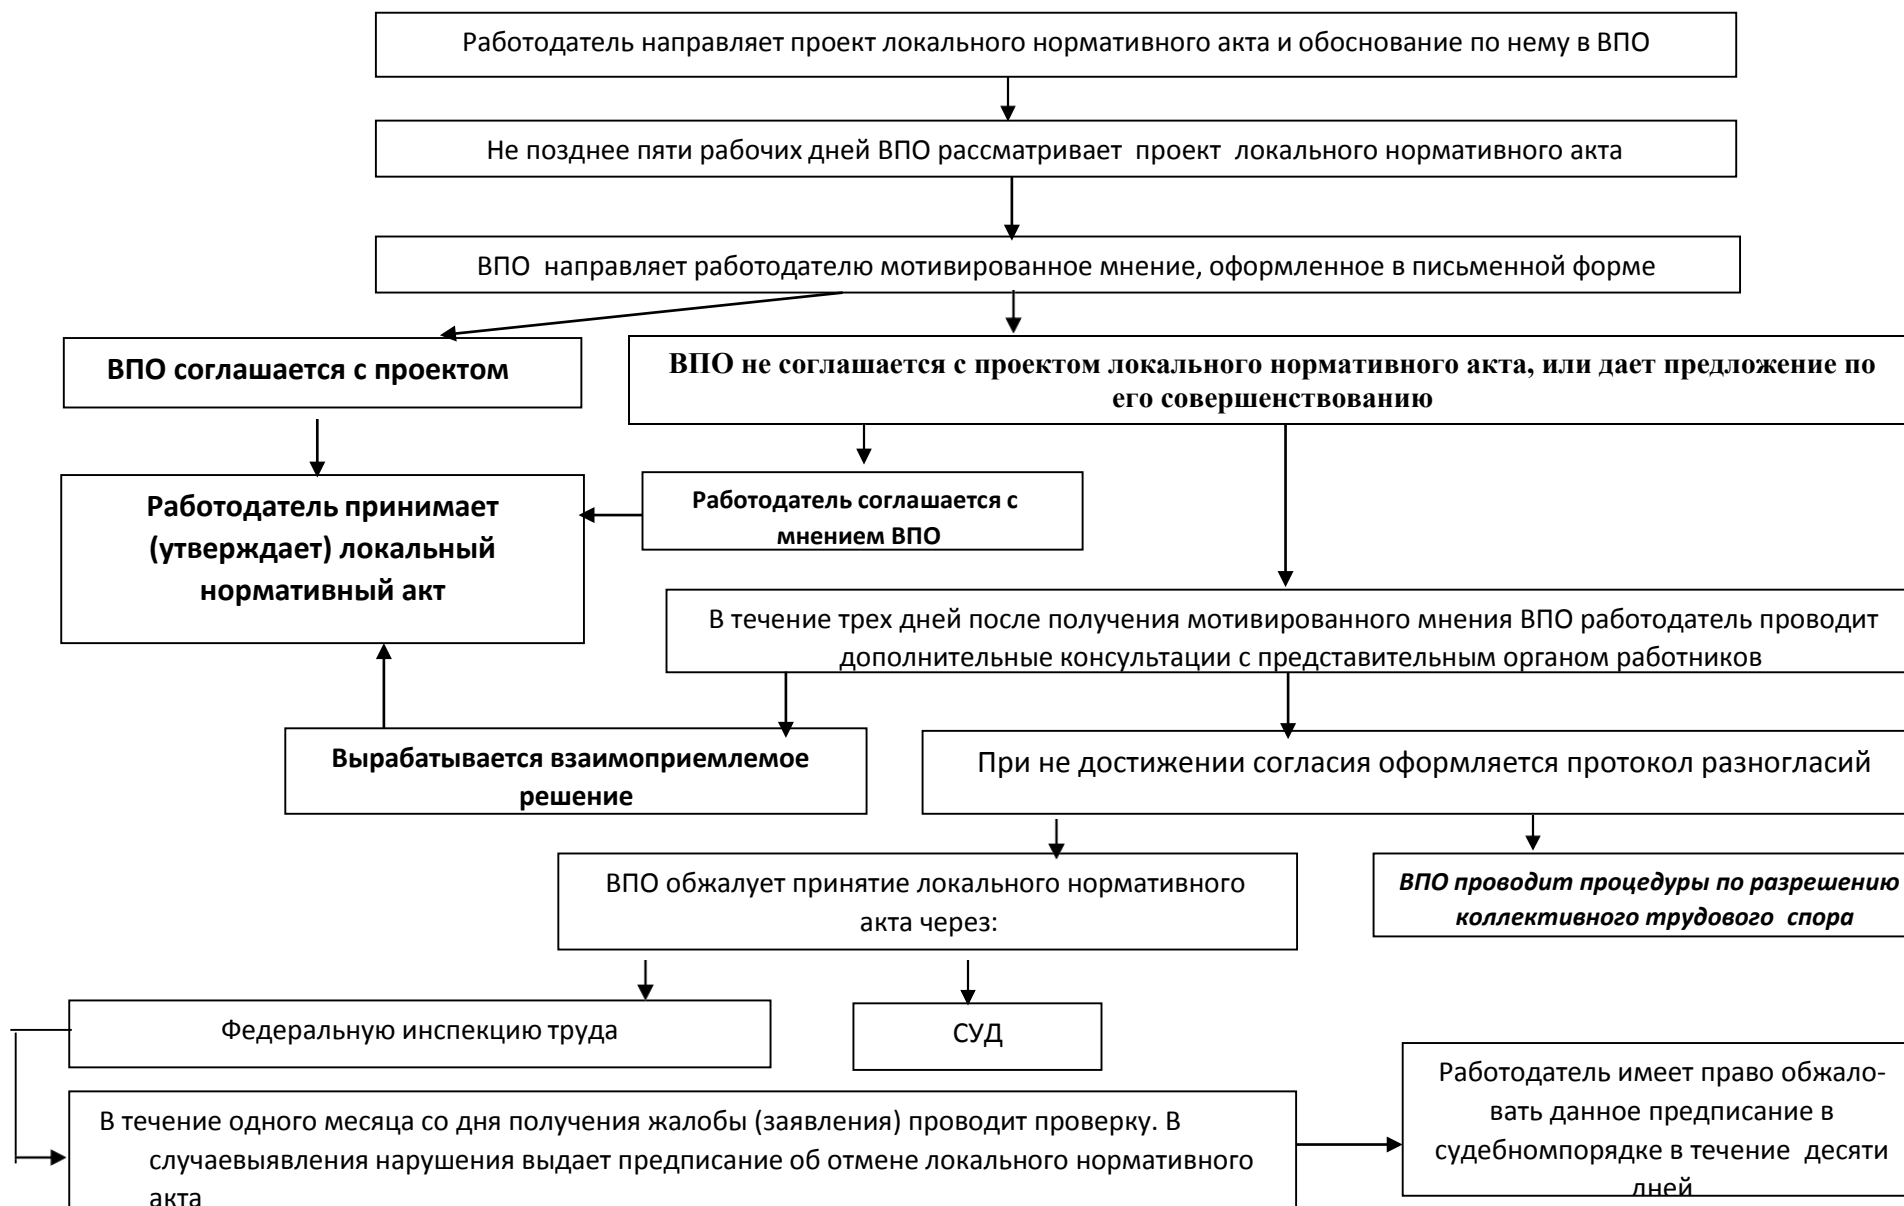 Работодатель направляет проект локального нормативного акта и обоснование по нему в ВПО
Не позднее пяти рабочих дней ВПО рассматривает проект локального нормативного акта
ВПО направляет работодателю мотивированное мнение, оформленное в письменной форме
ВПО соглашается с проектом
ВПО не соглашается с проектом локального нормативного акта, или дает предложение по
его совершенствованию
Работодатель принимает
(утверждает) локальный
нормативный акт
Работодатель соглашается с
мнением ВПО
В течение трех дней после получения мотивированного мнения ВПО работодатель проводит
дополнительные консультации с представительным органом работников
Вырабатывается взаимоприемлемое
решение
При не достижении согласия оформляется протокол разногласий
ВПО обжалует принятие локального нормативного
акта через:
ВПО проводит процедуры по разрешению
коллективного трудового спора
Федеральную инспекцию труда
СУД
В течение одного месяца со дня получения жалобы (заявления) проводит проверку. В
случаевыявления нарушения выдает предписание об отмене локального нормативного
акта
Работодатель имеет право обжало-
вать данное предписание в
судебномпорядке в течение десяти
дней